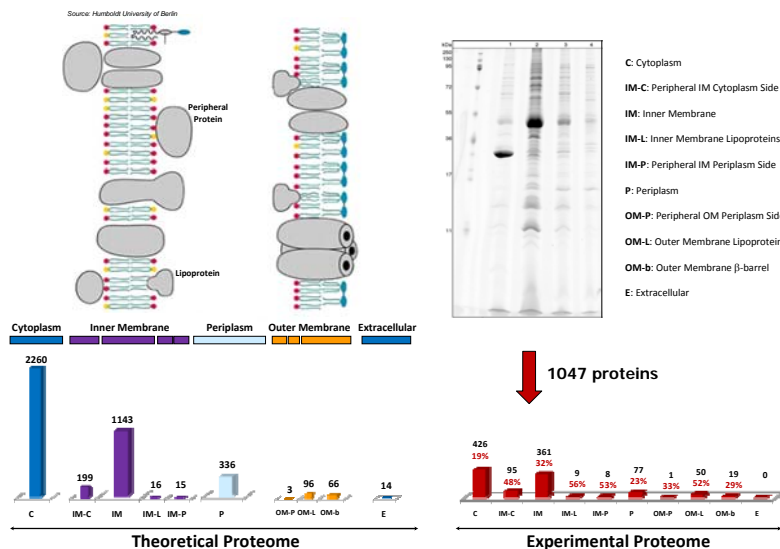 Source: Humboldt University of Berlin
Peripheral
Protein
Lipoprotein
kDa
1 2 3 4
17
11
C: Cytoplasm
IM-C: Peripheral IM Cytoplasm Side
IM: Inner Membrane
IM-L: Inner Membrane Lipoproteins
IM-P: Peripheral IM Periplasm Side
P: Periplasm
OM-P: Peripheral OM Periplasm Sid
OM-L: Outer Membrane Lipoprotein
OM-b: Outer Membrane β-barrel
E: Extracellular
Cytoplasm Inner Membrane Periplasm Outer Membrane Extracellular
1047 proteins
2260 199 1143 16 15 336 3 96 66 14
C IM-C IM IM-L IM-P P OM-P OM-L OM-b E
Theoretical Proteome
426 95 361 9 8 77 1 50 19 0
19% 48% 32% 56% 53% 23% 33% 52% 29%
C IM-C IM IM-L IM-P P OM-P OM-L OM-b E
Experimental Proteome